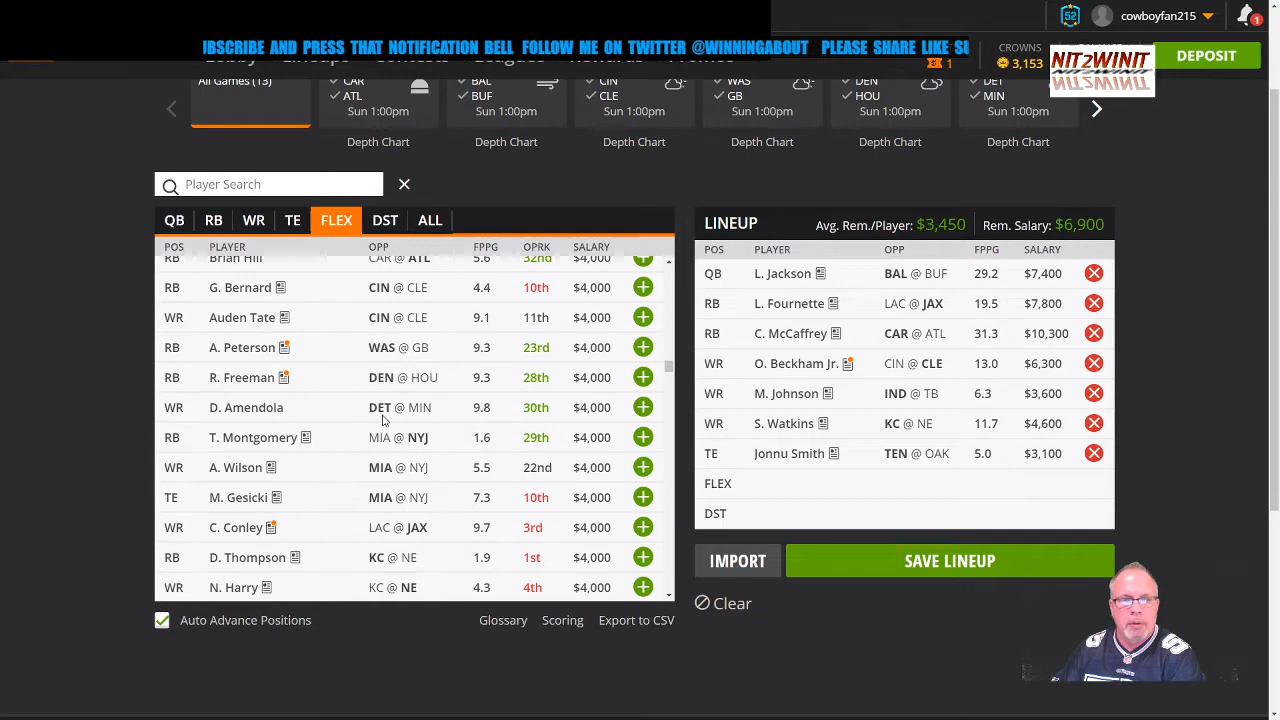 cowboyfan215
52
1
UBSCRIBE AND PRESS THAT NOTIFICATION BELL FOLLOW ME ON TWITTER @WINNINGABOUT PLEASE SHARE LIKE SU
CROWNS
3,153
1
NIT2WINIT
DEPOSIT
All Games (13)
CAR
ATL
Sun 1:00pm
BAL
BUF
Sun 1:00pm
CIN
CLE
Sun 1:00pm
WAS
GB
Sun 1:00pm
DEN
HOU
Sun 1:00pm
DET
MIN
Sun 1:00pm
Depth Chart Depth Chart Depth Chart Depth Chart Depth Chart Depth Chart
Player Search
QB RB WR TE FLEX DST ALL
POS PLAYER OPP FPPG OPRK SALARY
RB Brian Hill CAR @ ATL 5.6 32nd $4,000
RB G. Bernard CIN @ CLE 4.4 10th $4,000
WR Auden Tate CIN @ CLE 9.1 11th $4,000
RB A. Peterson WAS @ GB 9.3 23rd $4,000
RB R. Freeman DEN @ HOU 9.3 28th $4,000
WR D. Amendola DET @ MIN 9.8 30th $4,000
RB T. Montgomery MIA @ NYJ 1.6 29th $4,000
WR A. Wilson MIA @ NYJ 5.5 22nd $4,000
TE M. Gesicki MIA @ NYJ 7.3 10th $4,000
WR C. Conley LAC @ JAX 9.7 3rd $4,000
RB D. Thompson KC @ NE 1.9 1st $4,000
WR N. Harry KC @ NE 4.3 4th $4,000
Auto Advance Positions Glossary Scoring Export to CSV
LINEUP Avg. Rem./Player: $3,450 Rem. Salary: $6,900
POS PLAYER OPP FPPG SALARY
QB L. Jackson BAL @ BUF 29.2 $7,400
RB L. Fournette LAC @ JAX 19.5 $7,800
RB C. McCaffrey CAR @ ATL 31.3 $10,300
WR O. Beckham Jr. CIN @ CLE 13.0 $6,300
WR M. Johnson IND @ TB 6.3 $3,600
WR S. Watkins KC @ NE 11.7 $4,600
TE Jonnu Smith TEN @ OAK 5.0 $3,100
FLEX
DST
IMPORT SAVE LINEUP
Clear